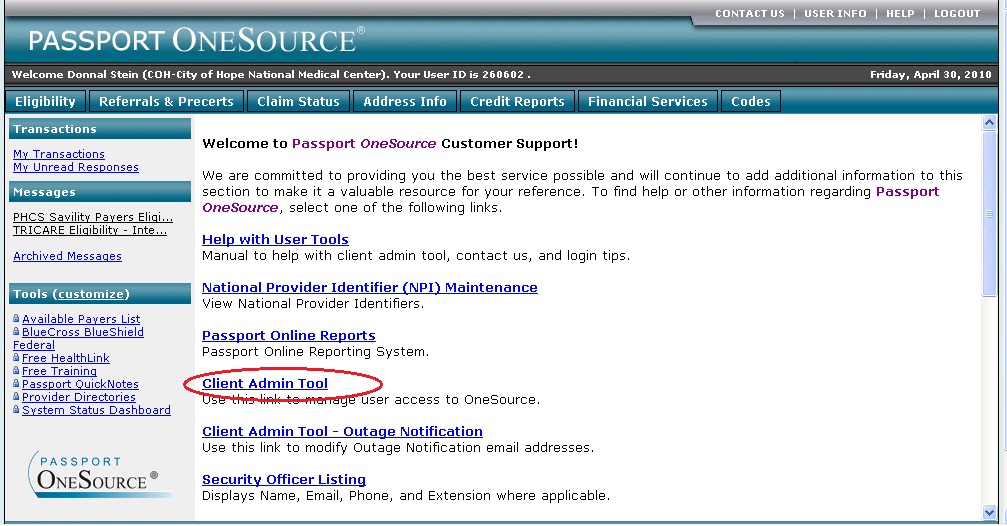 CONTACT US | USER INFO | HELP | LOGOUT
PASSPORT ONESOURCE®
Welcome Donnal Stein (COH-City of Hope National Medical Center). Your User ID is 260602 . Friday, April 30, 2010
Eligibility Referrals & Precerts Claim Status Address Info Credit Reports Financial Services Codes
Transactions
My Transactions
My Unread Responses
Messages
PHCS Savility Payers Eligi...
TRICARE Eligibility - Inte...
Archived Messages
Tools (customize)
Available Payers List
BlueCross BlueShield
Federal
Free HealthLink
Free Training
Passport QuickNotes
Provider Directories
System Status Dashboard
PASSPORT
ONESOURCE®
Welcome to Passport OneSource Customer Support!
We are committed to providing you the best service possible and will continue to add additional information to this
section to make it a valuable resource for your reference. To find help or other information regarding Passport
OneSource, select one of the following links.
Help with User Tools
Manual to help with client admin tool, contact us, and login tips.
National Provider Identifier (NPI) Maintenance
View National Provider Identifiers.
Passport Online Reports
Passport Online Reporting System.
Client Admin Tool
Use this link to manage user access to OneSource.
Client Admin Tool - Outage Notification
Use this link to modify Outage Notification email addresses.
Security Officer Listing
Displays Name, Email, Phone, and Extension where applicable.